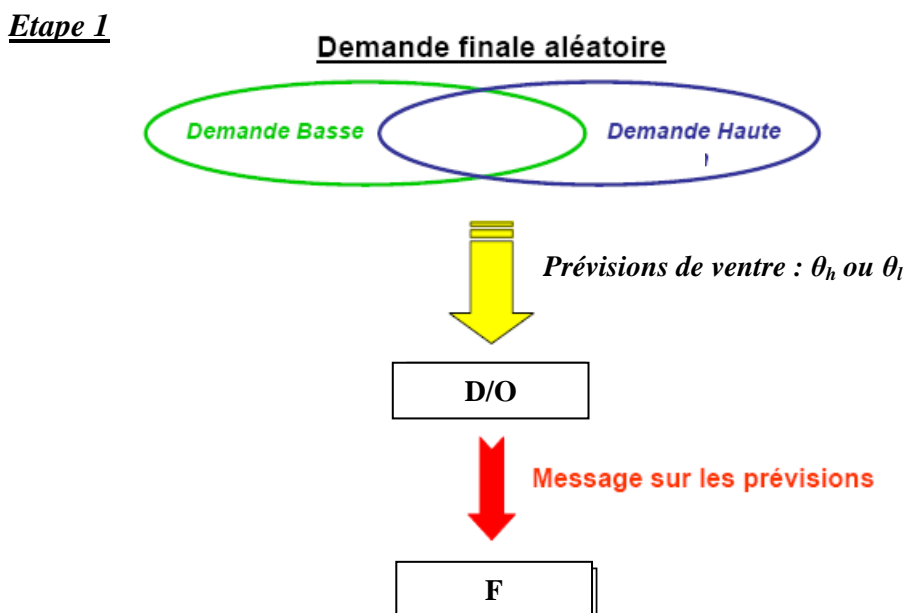 Etape 1
Demande finale aléatoire
Demande Basse
Demande Haute
Prévisions de ventre : θh ou θl
D/O
Message sur les prévisions
F